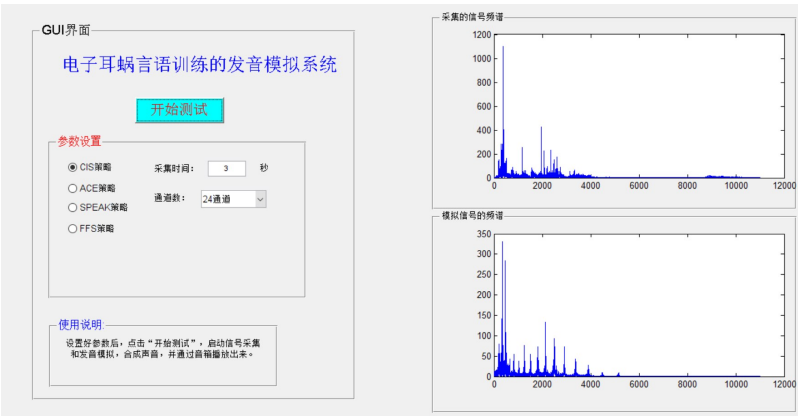 GUI界面
电子耳蜗言语训练的发音模拟系统
开始测试
参数设置
CIS策略
采集时间: 3 秒
ACE策略
通道数: 24通道
SPEAK策略
FFS策略
使用说明:
设置好参数后,点击“开始测试”,启动信号采集
和发音模拟,合成声音,并通过音箱播放出来。
采集的信号频谱
1200
1000
800
600
400
200
0
0 2000 4000 6000 8000 10000 12000
模拟信号的频谱
350
300
250
200
150
100
50
0
0 2000 4000 6000 8000 10000 12000